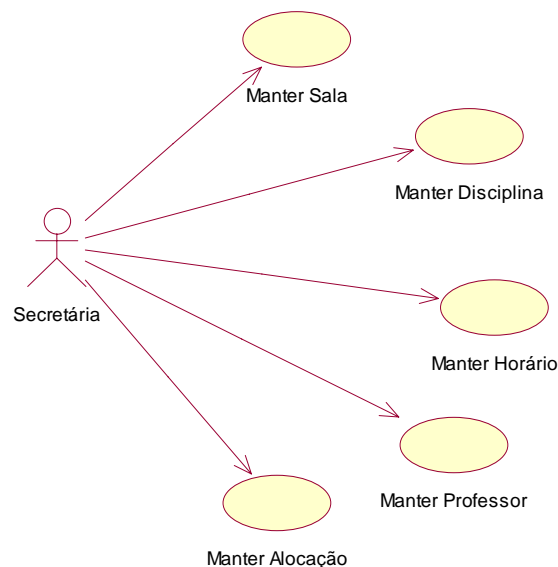 Manter Sala
Manter Disciplina
Secretária
Manter Horário
Manter Professor
Manter Alocação